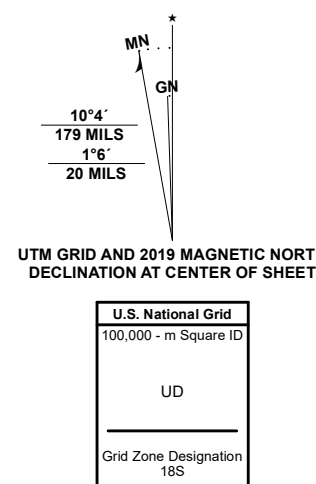 MN
GN
10°4´
179 MILS
1°6´
20 MILS
UTM GRID AND 2019 MAGNETIC NORT
DECLINATION AT CENTER OF SHEET
U.S. National Grid
100,000 - m Square ID
UD
Grid Zone Designation
18S